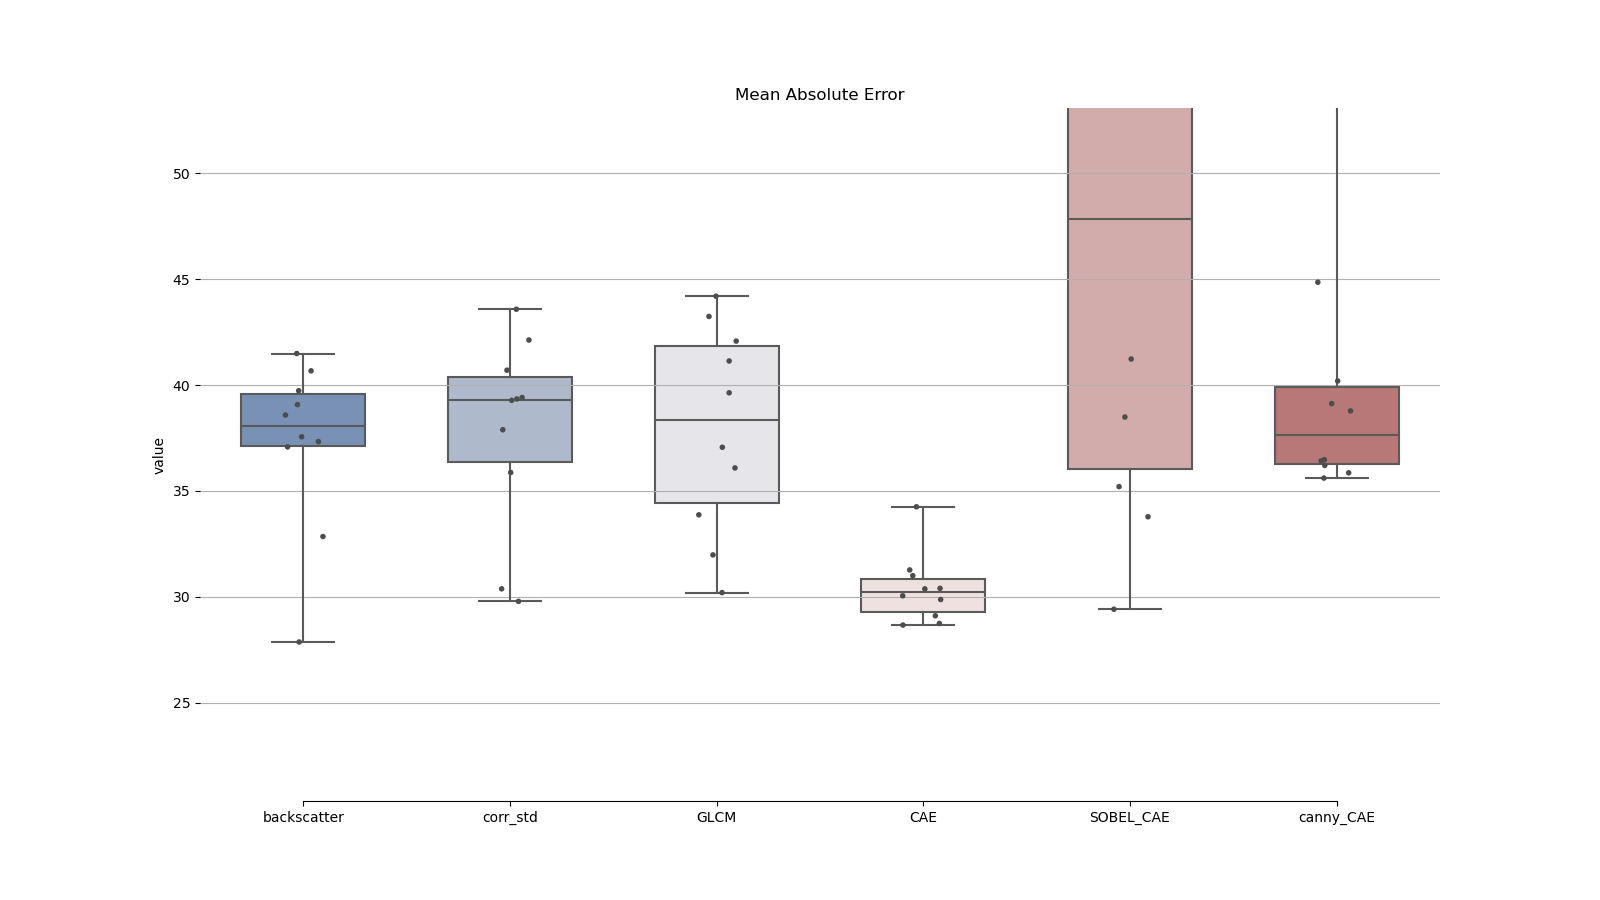 Mean Absolute Error
50
45
40
35
30
25
value
backscatter
corr_std
GLCM
CAE
SOBEL_CAE
canny_CAE